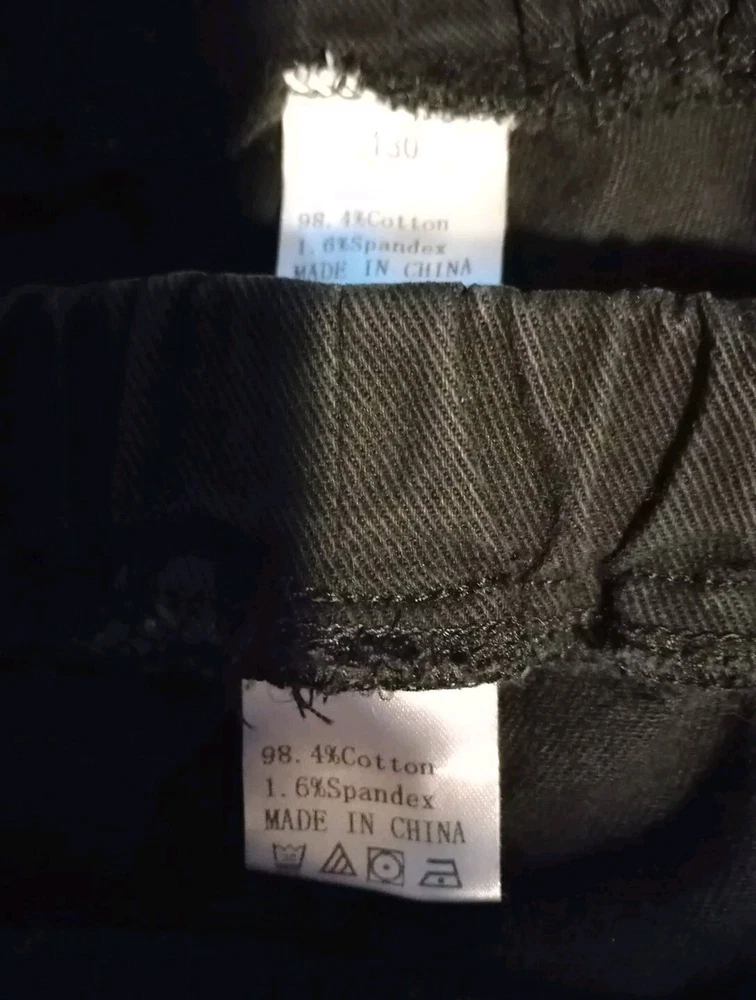 130
98.4%Cotton
1.6%Spandex
MADE IN CHINA
98.4%Cotton
1.6%Spandex
MADE IN CHINA